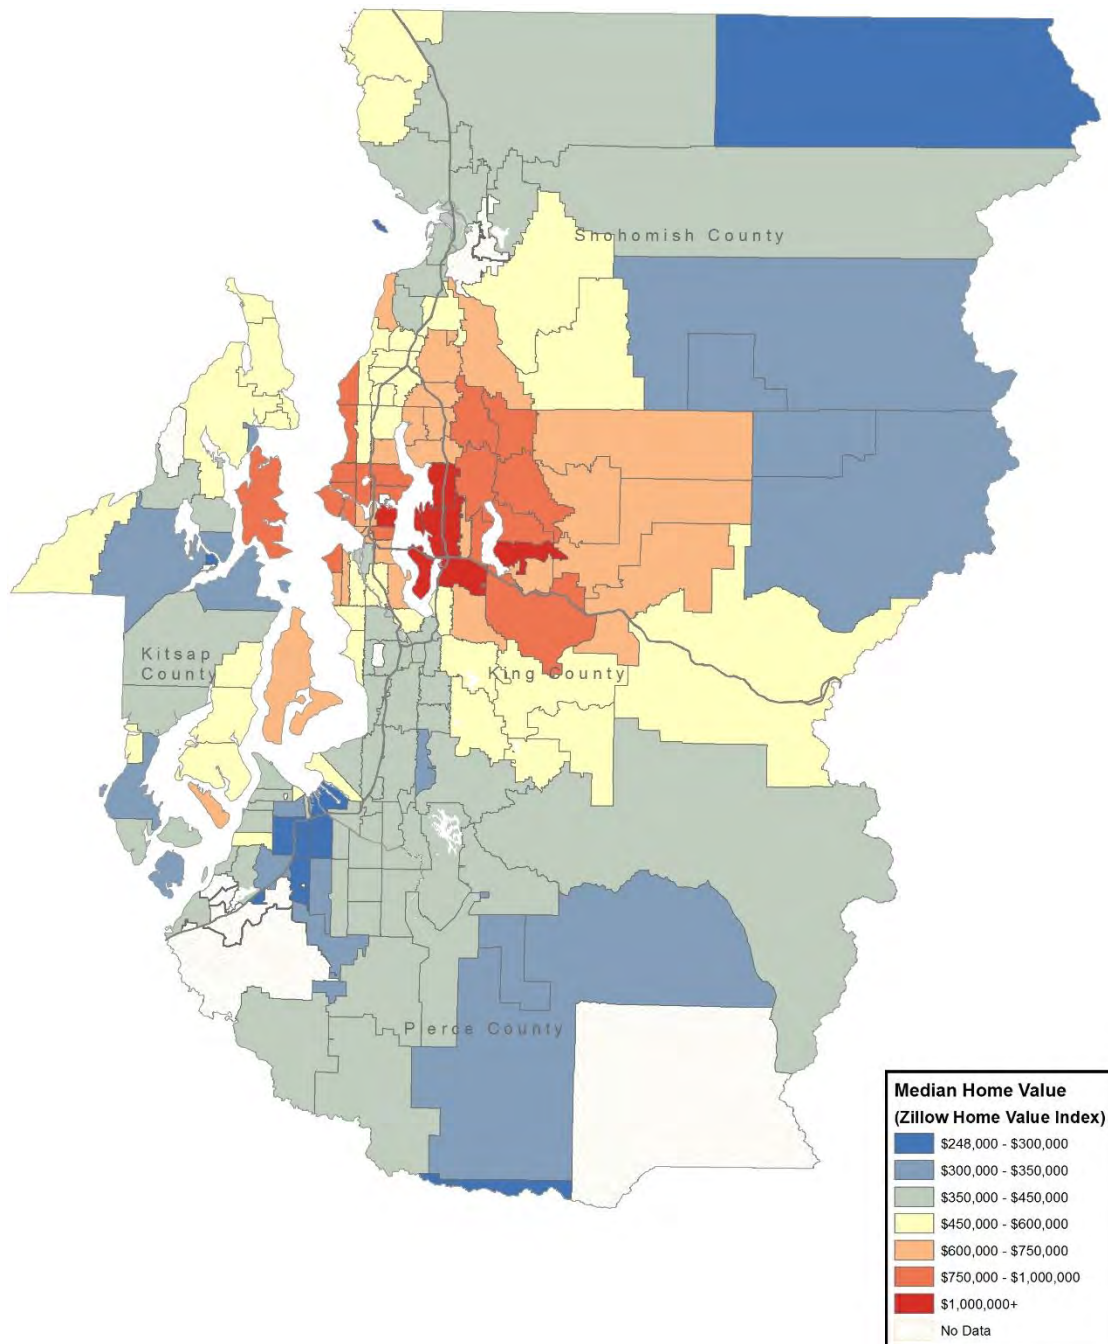 Snohomish County
Kitsap
County
King County
Pierce County
Median Home Value
(Zillow Home Value Index)
$248,000 - $300,000
$300,000 - $350,000
$350,000 - $450,000
$450,000 - $600,000
$600,000 - $750,000
$750,000 - $1,000,000
$1,000,000+
No Data